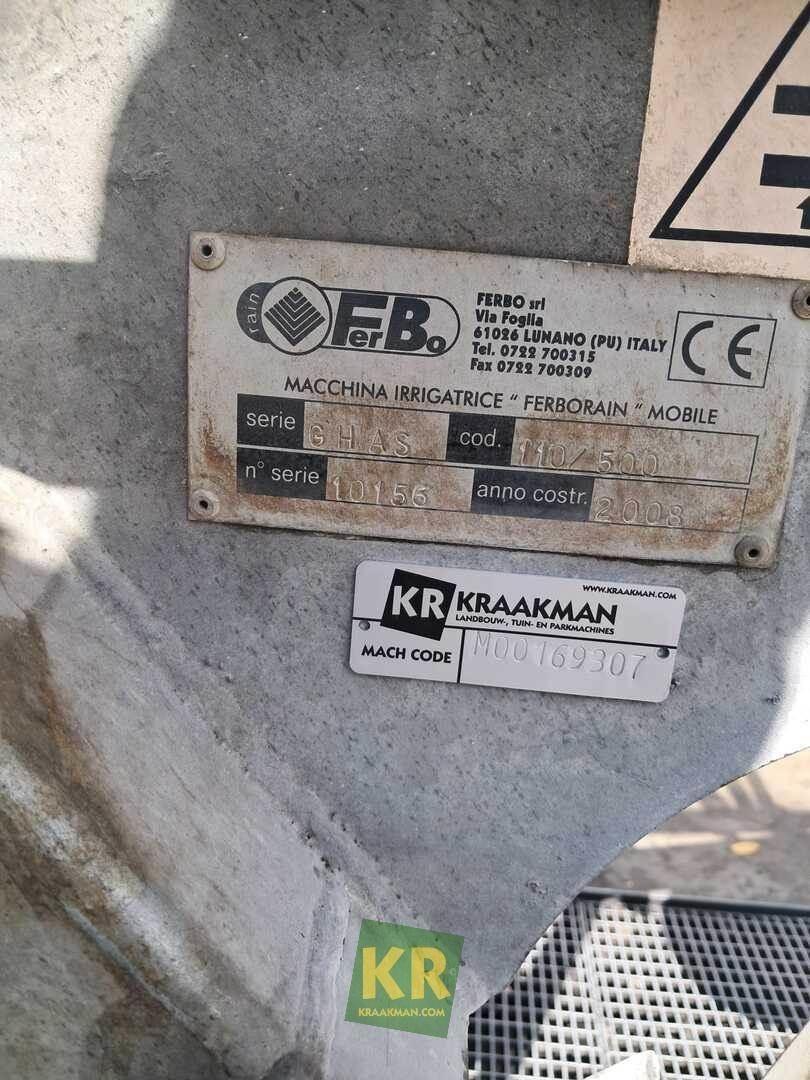 rain
FerBo
FERBO srl
Via Foglia
61026 LUNANO (PU) ITALY
Tel. 0722 700315
Fax 0722 700309
CE
MACCHINA IRRIGATRICE " FERBORAIN " MOBILE
serie GHAS cod. 110/500
n° serie 10156 anno costr. 2008
WWW.KRAAKMAN.COM
KR KRAAKMAN
LANDBOUW-, TUIN- EN PARKMACHINES
MACH CODE M00169307
KR
KRAAKMAN.COM